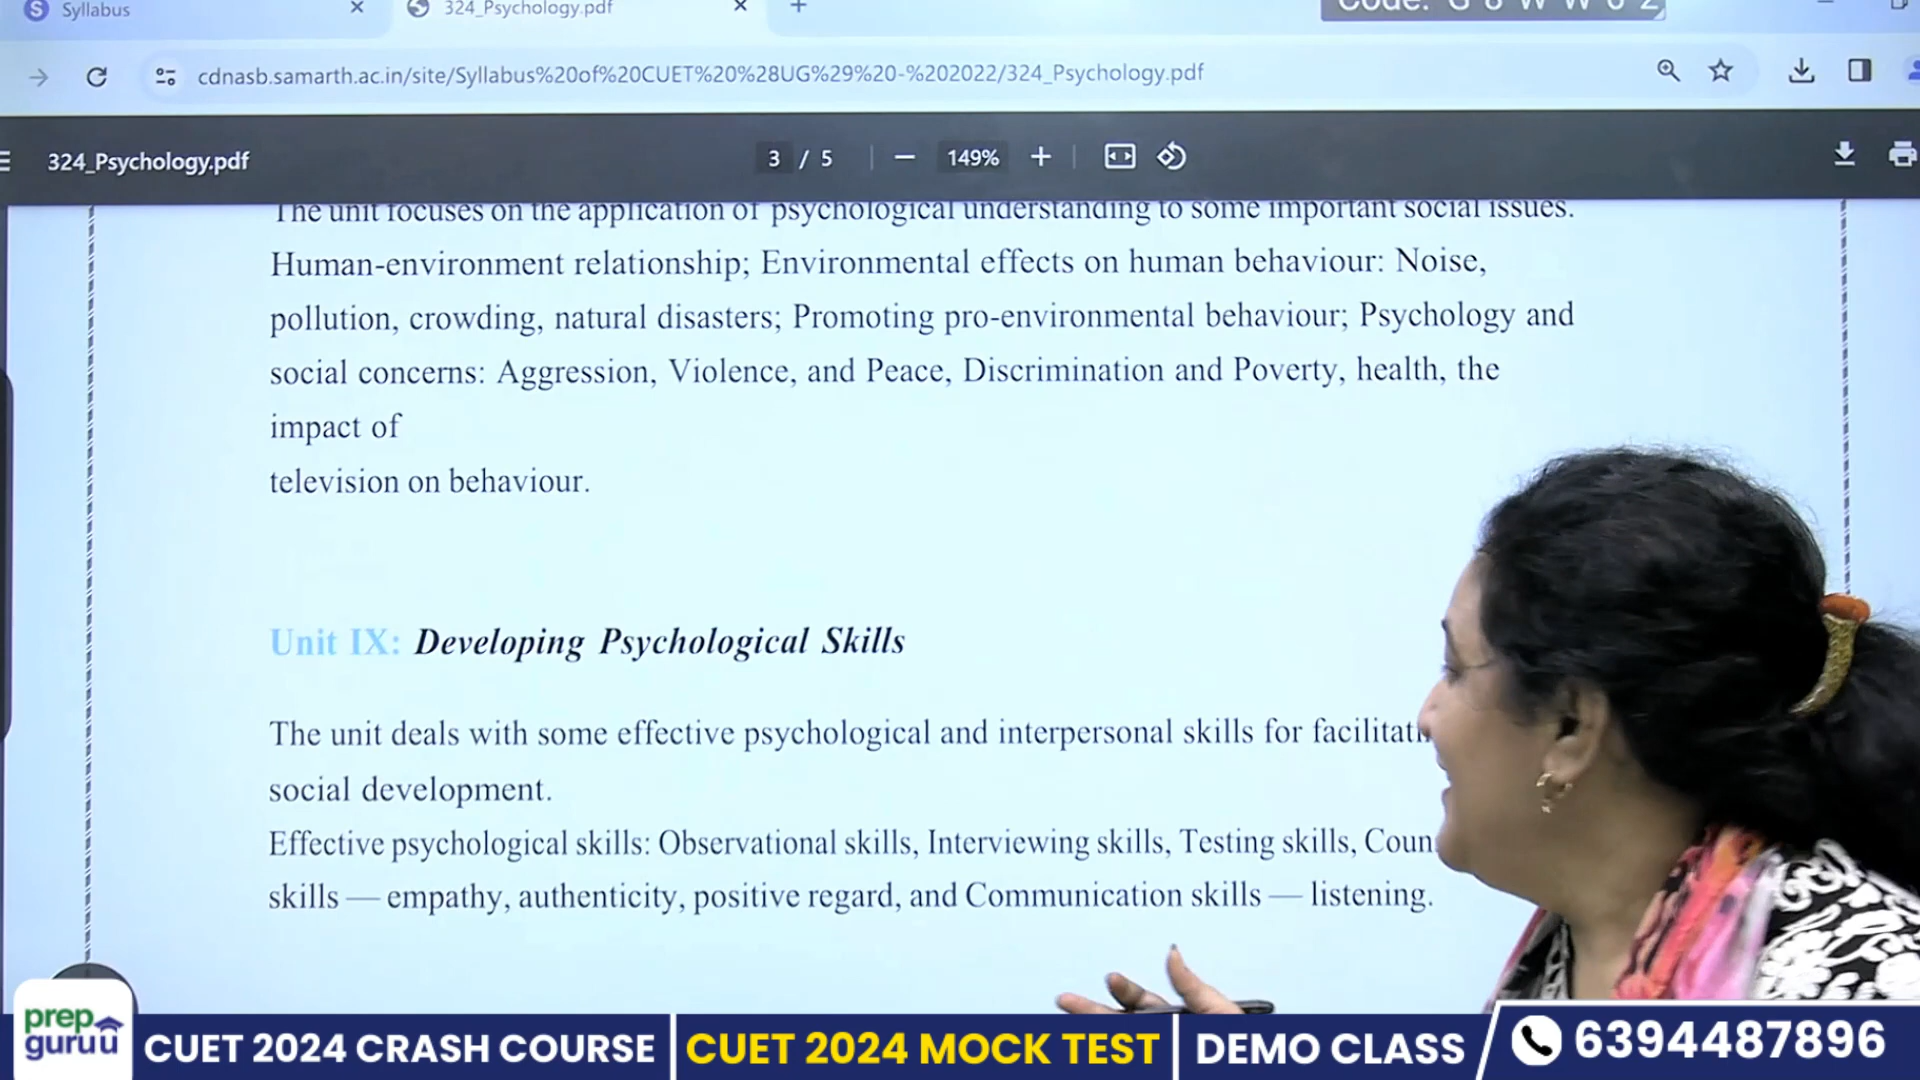 Syllabus
324_Psychology.pdf
cdnasb.samarth.ac.in/site/Syllabus%20of%20CUET%20%28UG%29%20-%202022/324_Psychology.pdf
324_Psychology.pdf
3 / 5
149%
The unit focuses on the application of psychological understanding to some important social issues.
Human-environment relationship; Environmental effects on human behaviour: Noise,
pollution, crowding, natural disasters; Promoting pro-environmental behaviour; Psychology and
social concerns: Aggression, Violence, and Peace, Discrimination and Poverty, health, the
impact of
television on behaviour.
Unit IX: Developing Psychological Skills
The unit deals with some effective psychological and interpersonal skills for
social development.
Effective psychological skills: Observational skills, Interviewing skills, Testing skills,
skills — empathy, authenticity, positive regard, and Communication skills — listening.
prep
guruu
CUET 2024 CRASH COURSE
CUET 2024 MOCK TEST
DEMO CLASS
6394487896